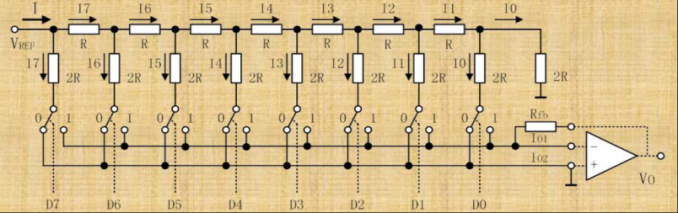 I I7 I6 I5 I4 I3 I2 I1 I0
R R R R R R R
VREF
I7 2R I6 2R I5 2R I4 2R I3 2R I2 2R I1 2R I0 2R 2R
0 1 0 1 0 1 0 1 0 1 0 1 0 1 0 1
Rfb
IO1
−
IO2
+
VO
D7 D6 D5 D4 D3 D2 D1 D0